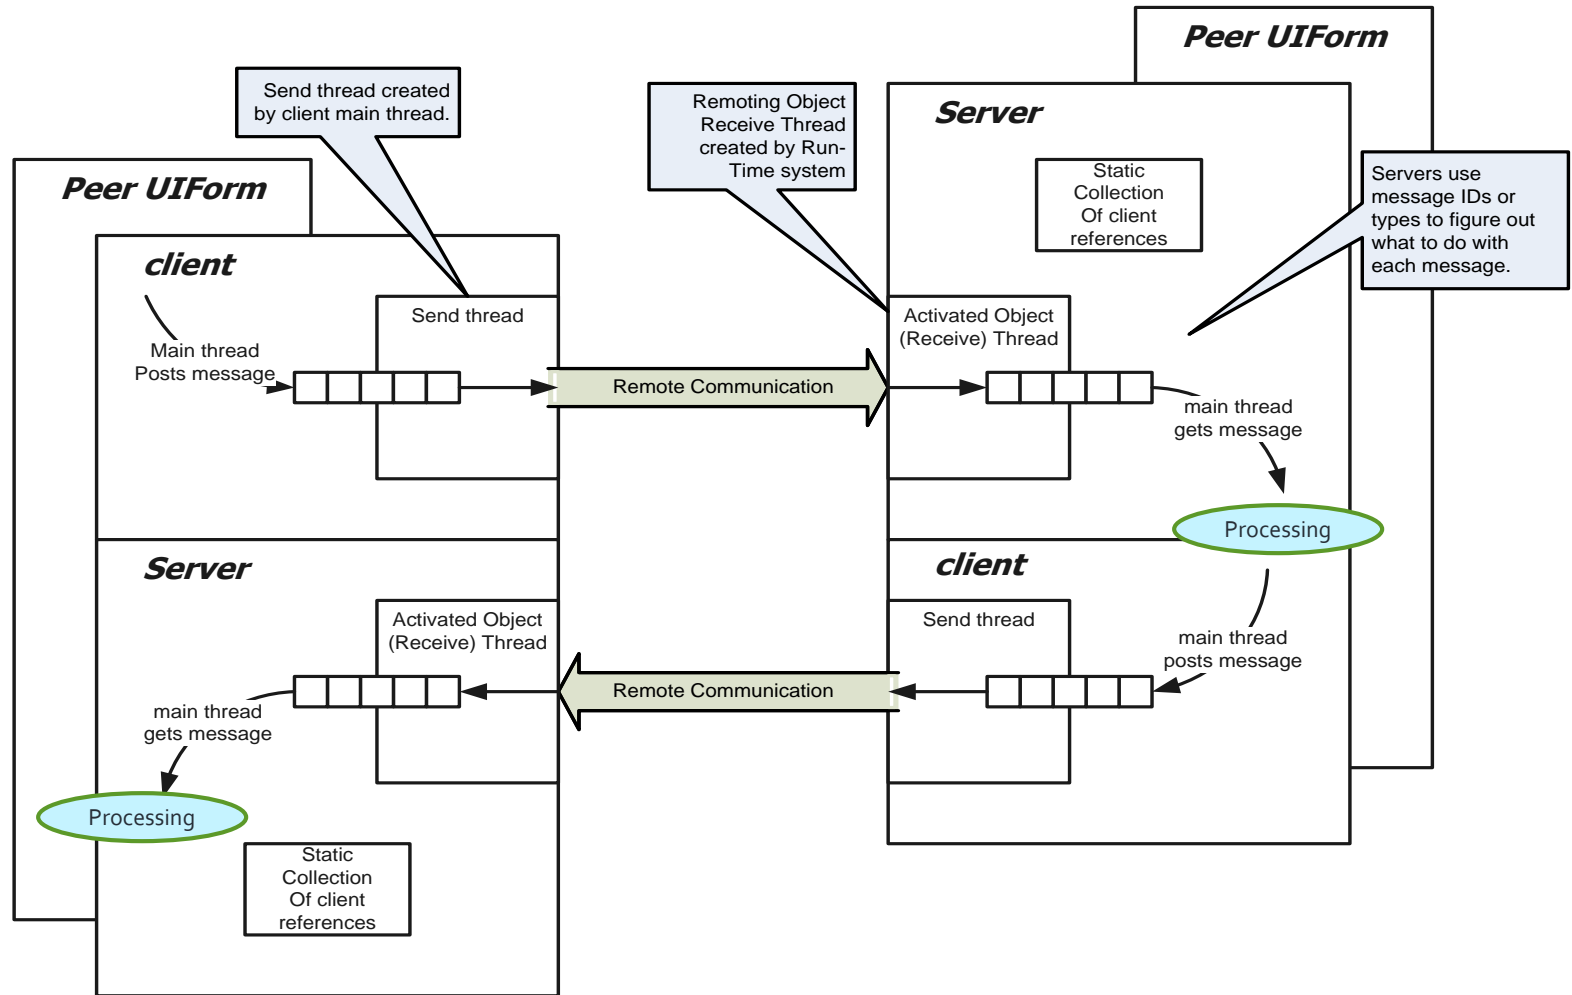 Peer UIForm
Send thread created
by client main thread.
Remoting Object
Receive Thread
created by Run-
Time system
Server
Static
Collection
Of client
references
Servers use
message IDs or
types to figure out
what to do with
each message.
Peer UIForm
client
Send thread
Main thread
Posts message
Remote Communication
Activated Object
(Receive) Thread
main thread
gets message
Processing
Server
Activated Object
(Receive) Thread
main thread
gets message
Processing
Static
Collection
Of client
references
Remote Communication
client
Send thread
main thread
posts message